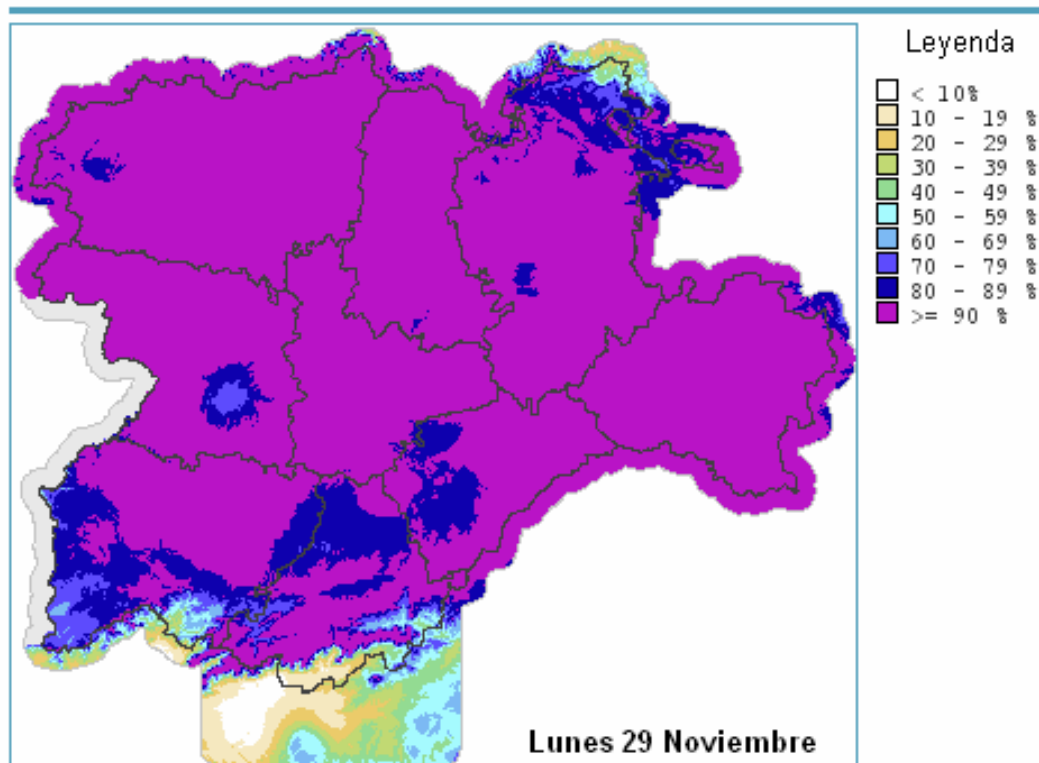 Leyenda
< 10%
10 - 19 %
20 - 29 %
30 - 39 %
40 - 49 %
50 - 59 %
60 - 69 %
70 - 79 %
80 - 89 %
>= 90 %
Lunes 29 Noviembre